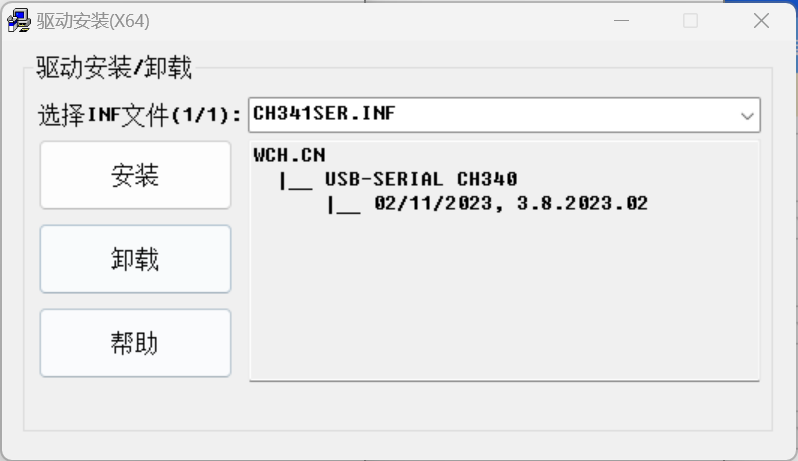 驱动安装(X64)
驱动安装/卸载
选择INF文件(1/1): CH341SER.INF
安装
卸载
帮助
WCH.CN
|__ USB-SERIAL CH340
|__ 02/11/2023, 3.8.2023.02